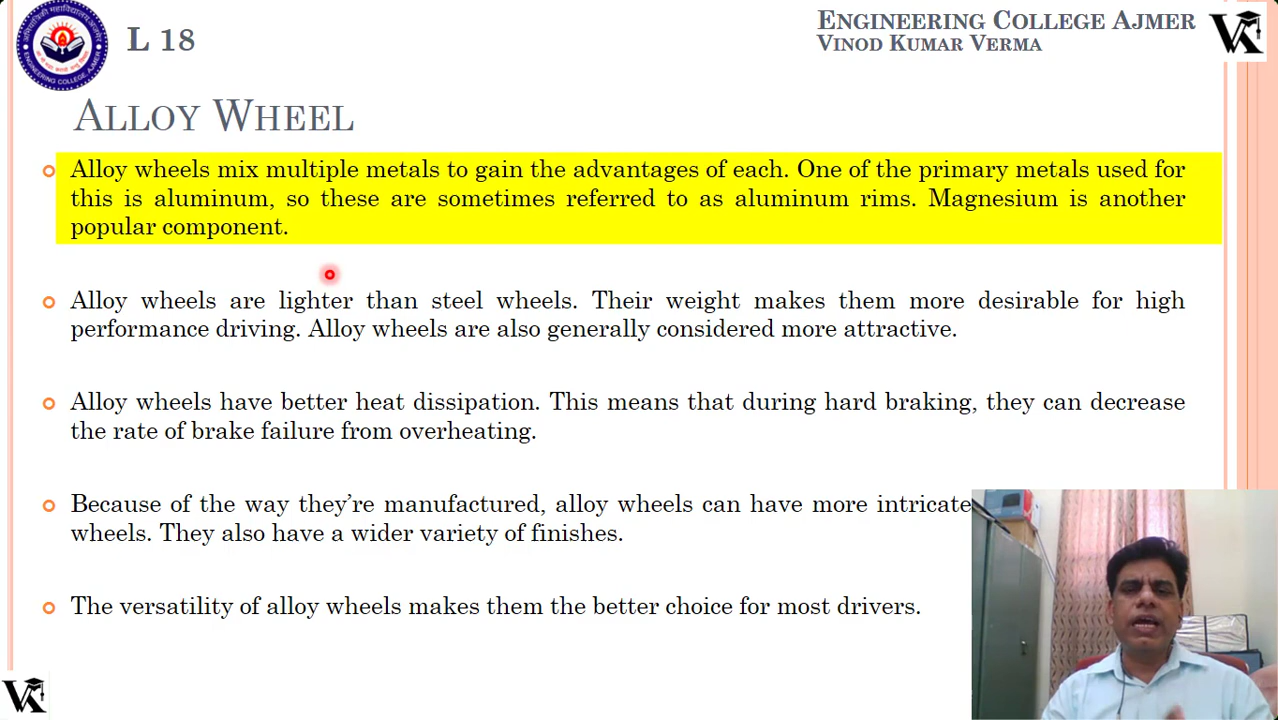 L 18
ENGINEERING COLLEGE AJMER
VINOD KUMAR VERMA
ALLOY WHEEL
Alloy wheels mix multiple metals to gain the advantages of each. One of the primary metals used for
this is aluminum, so these are sometimes referred to as aluminum rims. Magnesium is another
popular component.
Alloy wheels are lighter than steel wheels. Their weight makes them more desirable for high
performance driving. Alloy wheels are also generally considered more attractive.
Alloy wheels have better heat dissipation. This means that during hard braking, they can decrease
the rate of brake failure from overheating.
Because of the way they’re manufactured, alloy wheels can have more intricate
wheels. They also have a wider variety of finishes.
The versatility of alloy wheels makes them the better choice for most drivers.